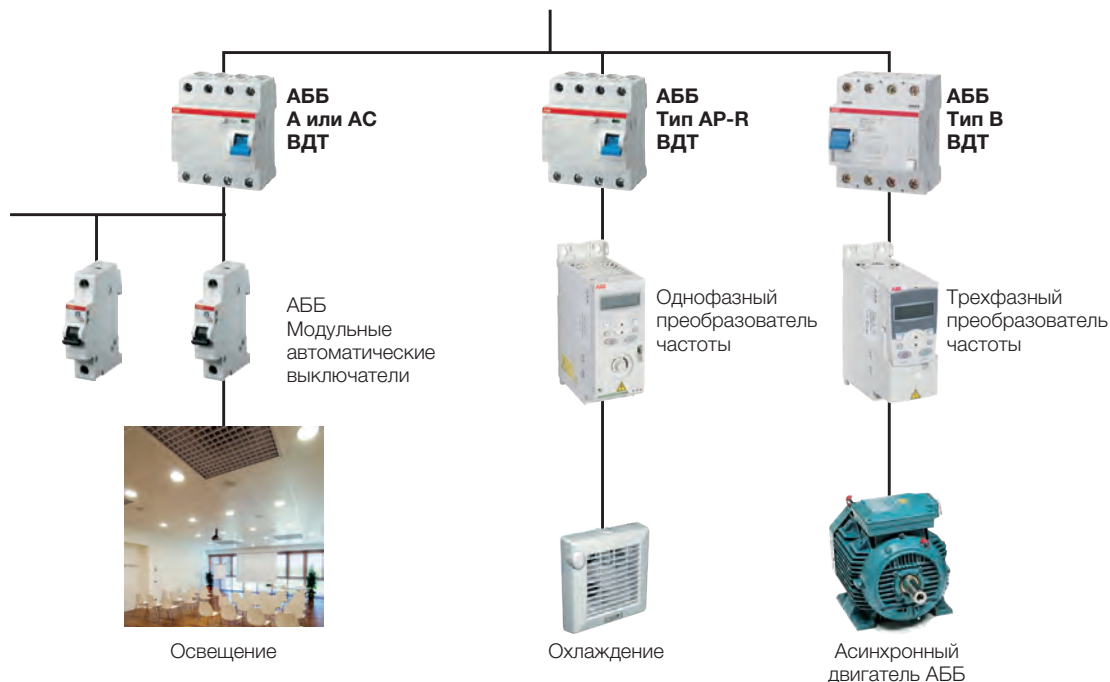 АББ
А или АС
ВДТ
АББ
Тип AP-R
ВДТ
АББ
Тип B
ВДТ
АББ
Модульные
автоматические
выключатели
Однофазный
преобразователь
частоты
Трехфазный
преобразователь
частоты
Освещение
Охлаждение
Асинхронный
двигатель АББ